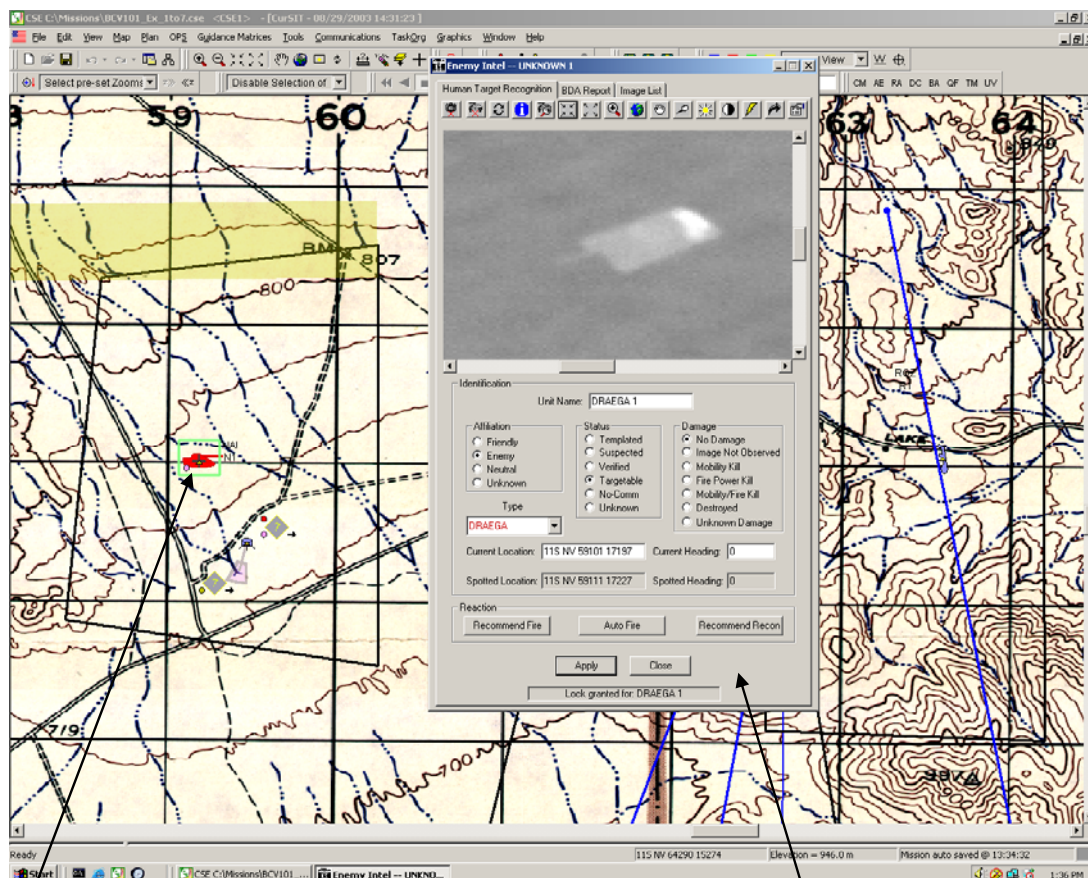 CSE C:\Missions\BCV101_Ex_1to7.cse <CSE1> - [CurSIT - 08/29/2003 14:31:23 ]
File Edit View Map Plan OPS Guidance Matrices Tools Communications TaskOrg Graphics Window Help
View
Select pre-set Zooms
Disable Selection of
CM AE RA DC BA QF TM UV
Enemy Intel -- UNKNOWN 1
Human Target Recognition BDA Report Image List
59 60 63 64
BM 807
800
LAKE
719
700
Identification
Unit Name: DRAEGA 1
Affiliation
Friendly
Enemy
Neutral
Unknown
Type
DRAEGA
Status
Templated
Suspected
Verified
Targetable
No-Comm
Unknown
Damage
No Damage
Image Not Observed
Mobility Kill
Fire Power Kill
Mobility/Fire Kill
Destroyed
Unknown Damage
Current Location: 11S NV 59101 17197 Current Heading: 0
Spotted Location: 11S NV 59111 17227 Spotted Heading: 0
Reaction
Recommend Fire Auto Fire Recommend Recon
Apply Close
Lock granted for: DRAEGA 1
Ready 11S NV 64290 15274 Elevation = 946.0 m Mission auto saved @ 13:34:32
Start CSE C:\Missions\BCV101_... Enemy Intel -- UNKNO... 1:36 PM